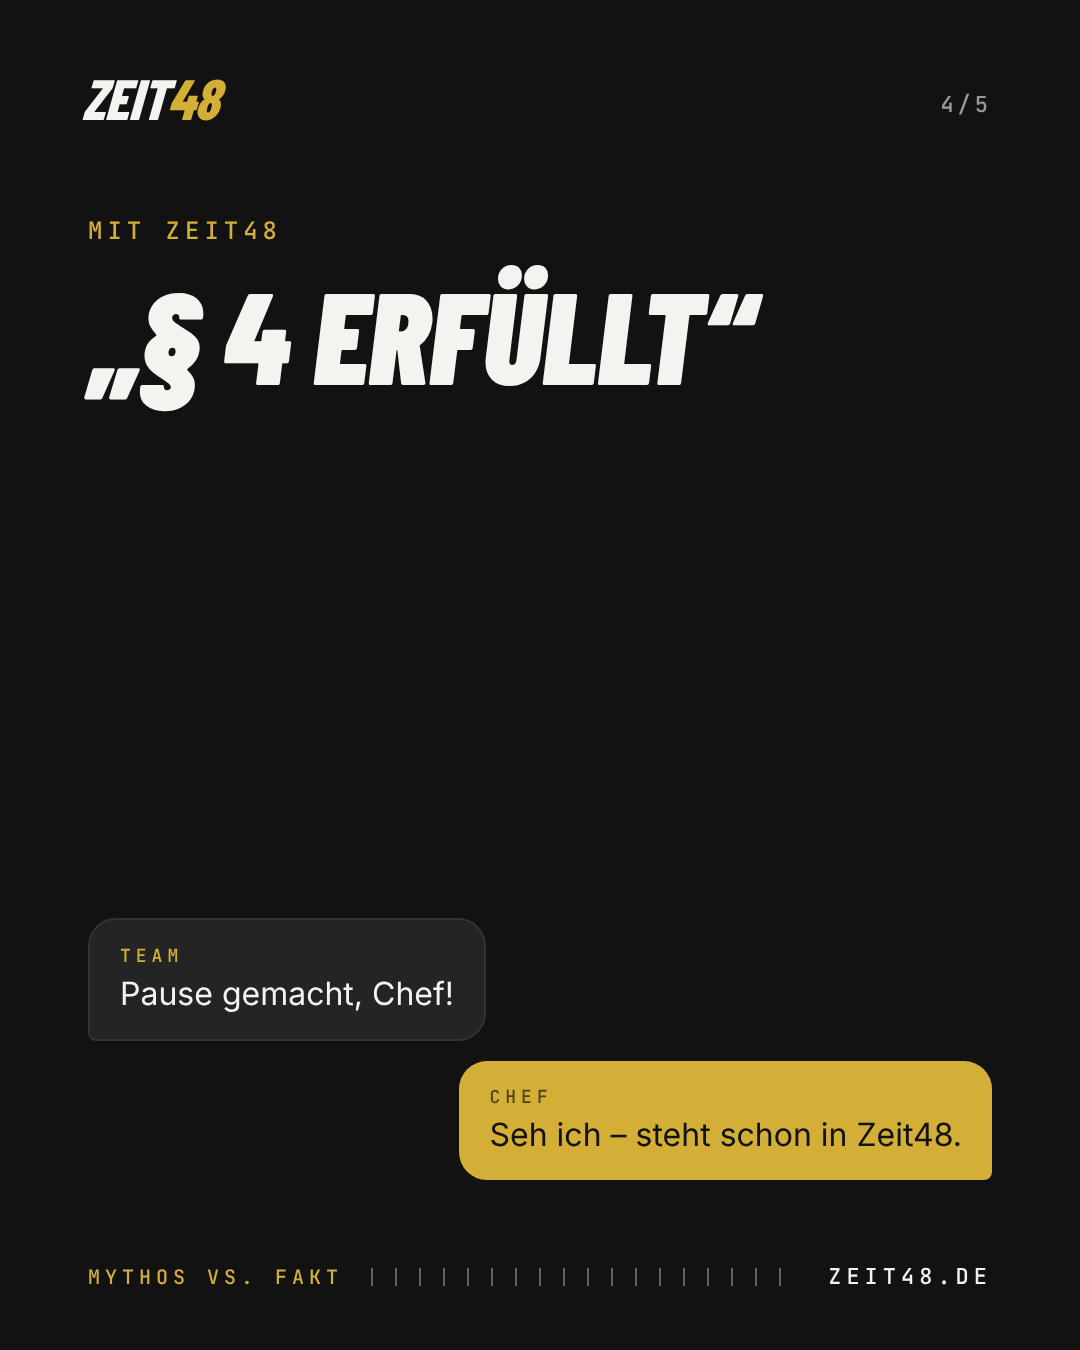 ZEIT48
4/5
MIT ZEIT48
„§ 4 ERFÜLLT“
TEAM
Pause gemacht, Chef!
CHEF
Seh ich – steht schon in Zeit48.
MYTHOS VS. FAKT
ZEIT48.DE